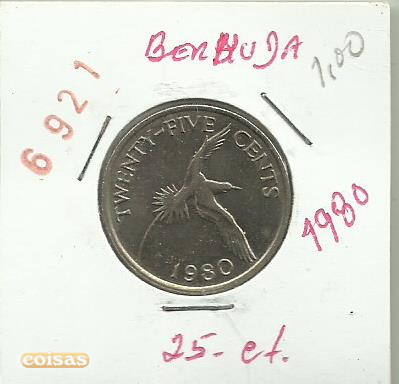 BERMUDA
1,00
6921
TWENTY-FIVE CENTS
1980
1980
25-ct.
coisas